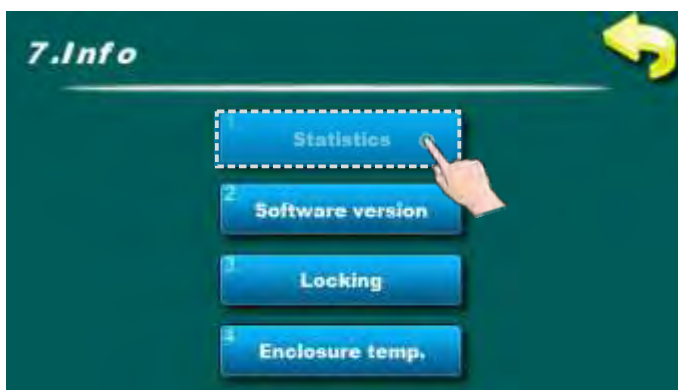 7.Info
1
Statistics
2
Software version
3
Locking
4
Enclosure temp.